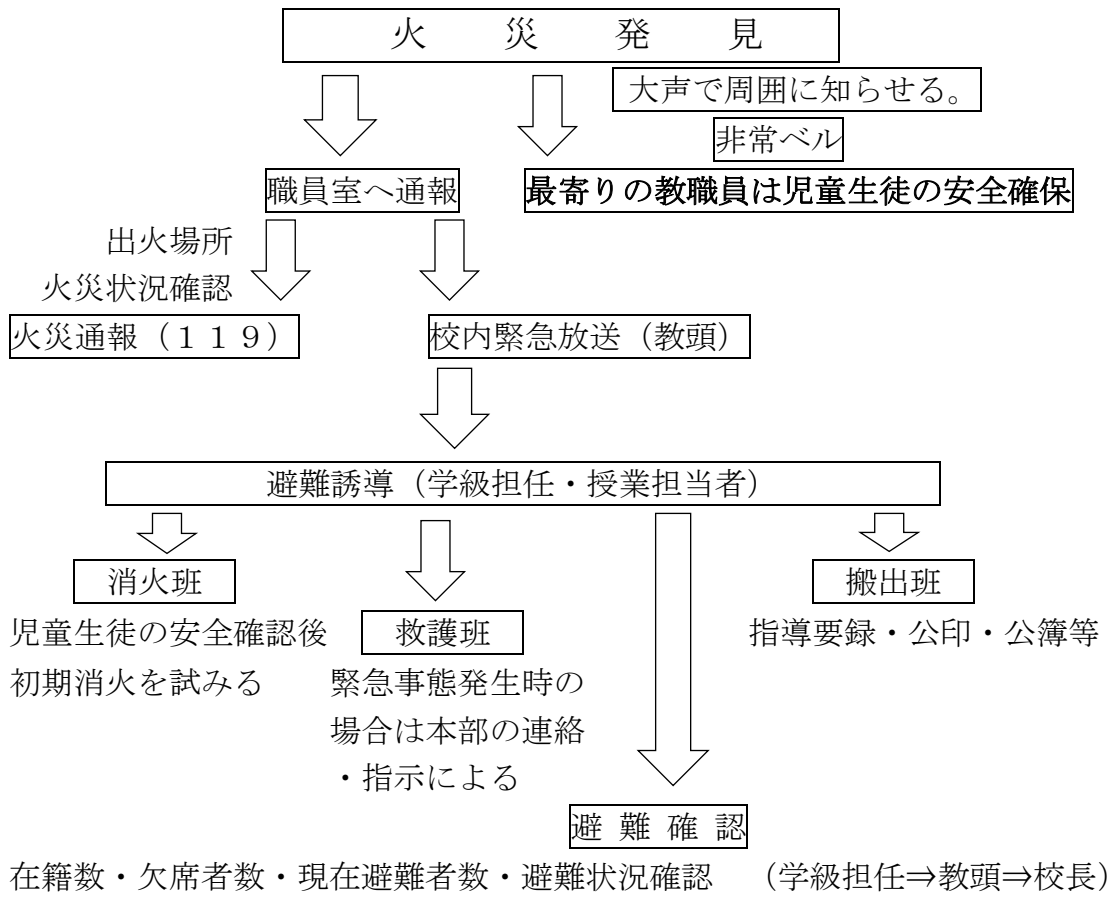 火　災　発　見
大声で周囲に知らせる。
非常ベル
職員室へ通報
最寄りの教職員は児童生徒の安全確保
出火場所
火災状況確認
火災通報（１１９）
校内緊急放送（教頭）
避難誘導（学級担任・授業担当者）
消火班
搬出班
児童生徒の安全確認後
初期消火を試みる
救護班
緊急事態発生時の
場合は本部の連絡
・指示による
指導要録・公印・公簿等
避 難 確 認
在籍数・欠席者数・現在避難者数・避難状況確認　（学級担任⇒教頭⇒校長）